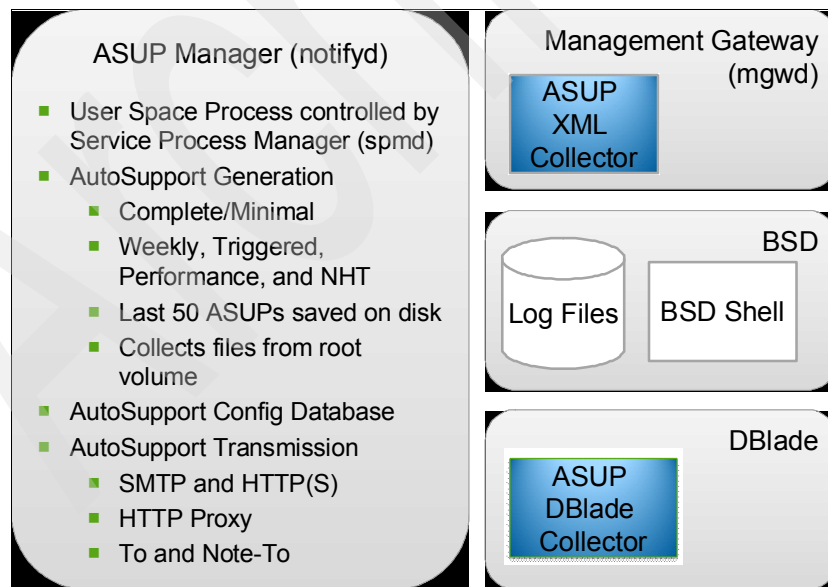 ASUP Manager (notifyd)
User Space Process controlled by
Service Process Manager (spmd)
AutoSupport Generation
Complete/Minimal
Weekly, Triggered,
Performance, and NHT
Last 50 ASUPs saved on disk
Collects files from root
volume
AutoSupport Config Database
AutoSupport Transmission
SMTP and HTTP(S)
HTTP Proxy
To and Note-To
Management Gateway
(mgwd)
ASUP
XML
Collector
BSD
Log Files
BSD Shell
DBlade
ASUP
DBlade
Collector